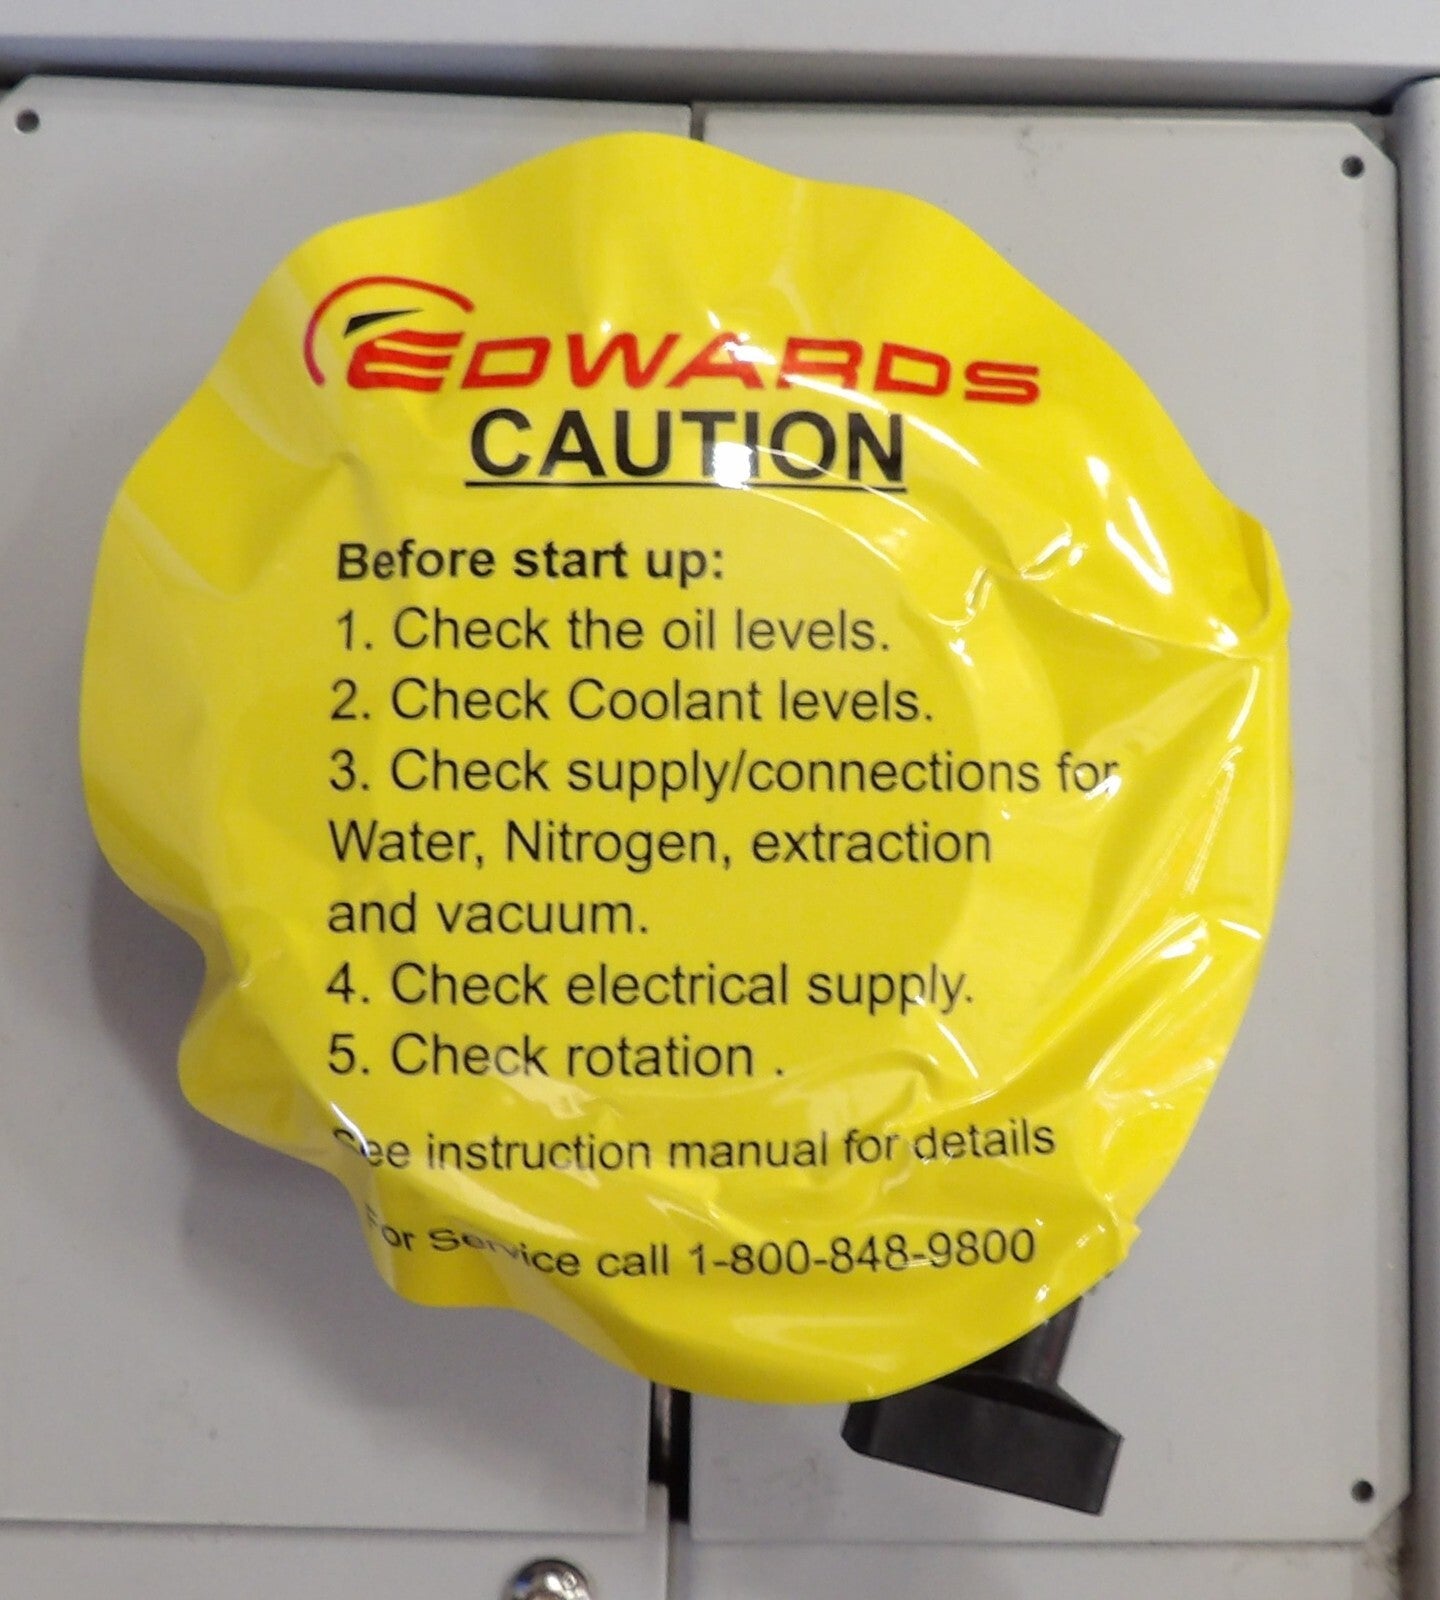 EDWARDS
CAUTION
Before start up:
1. Check the oil levels.
2. Check Coolant levels.
3. Check supply/connections for
Water, Nitrogen, extraction
and vacuum.
4. Check electrical supply.
5. Check rotation .
See instruction manual for details
For Service call 1-800-848-9800